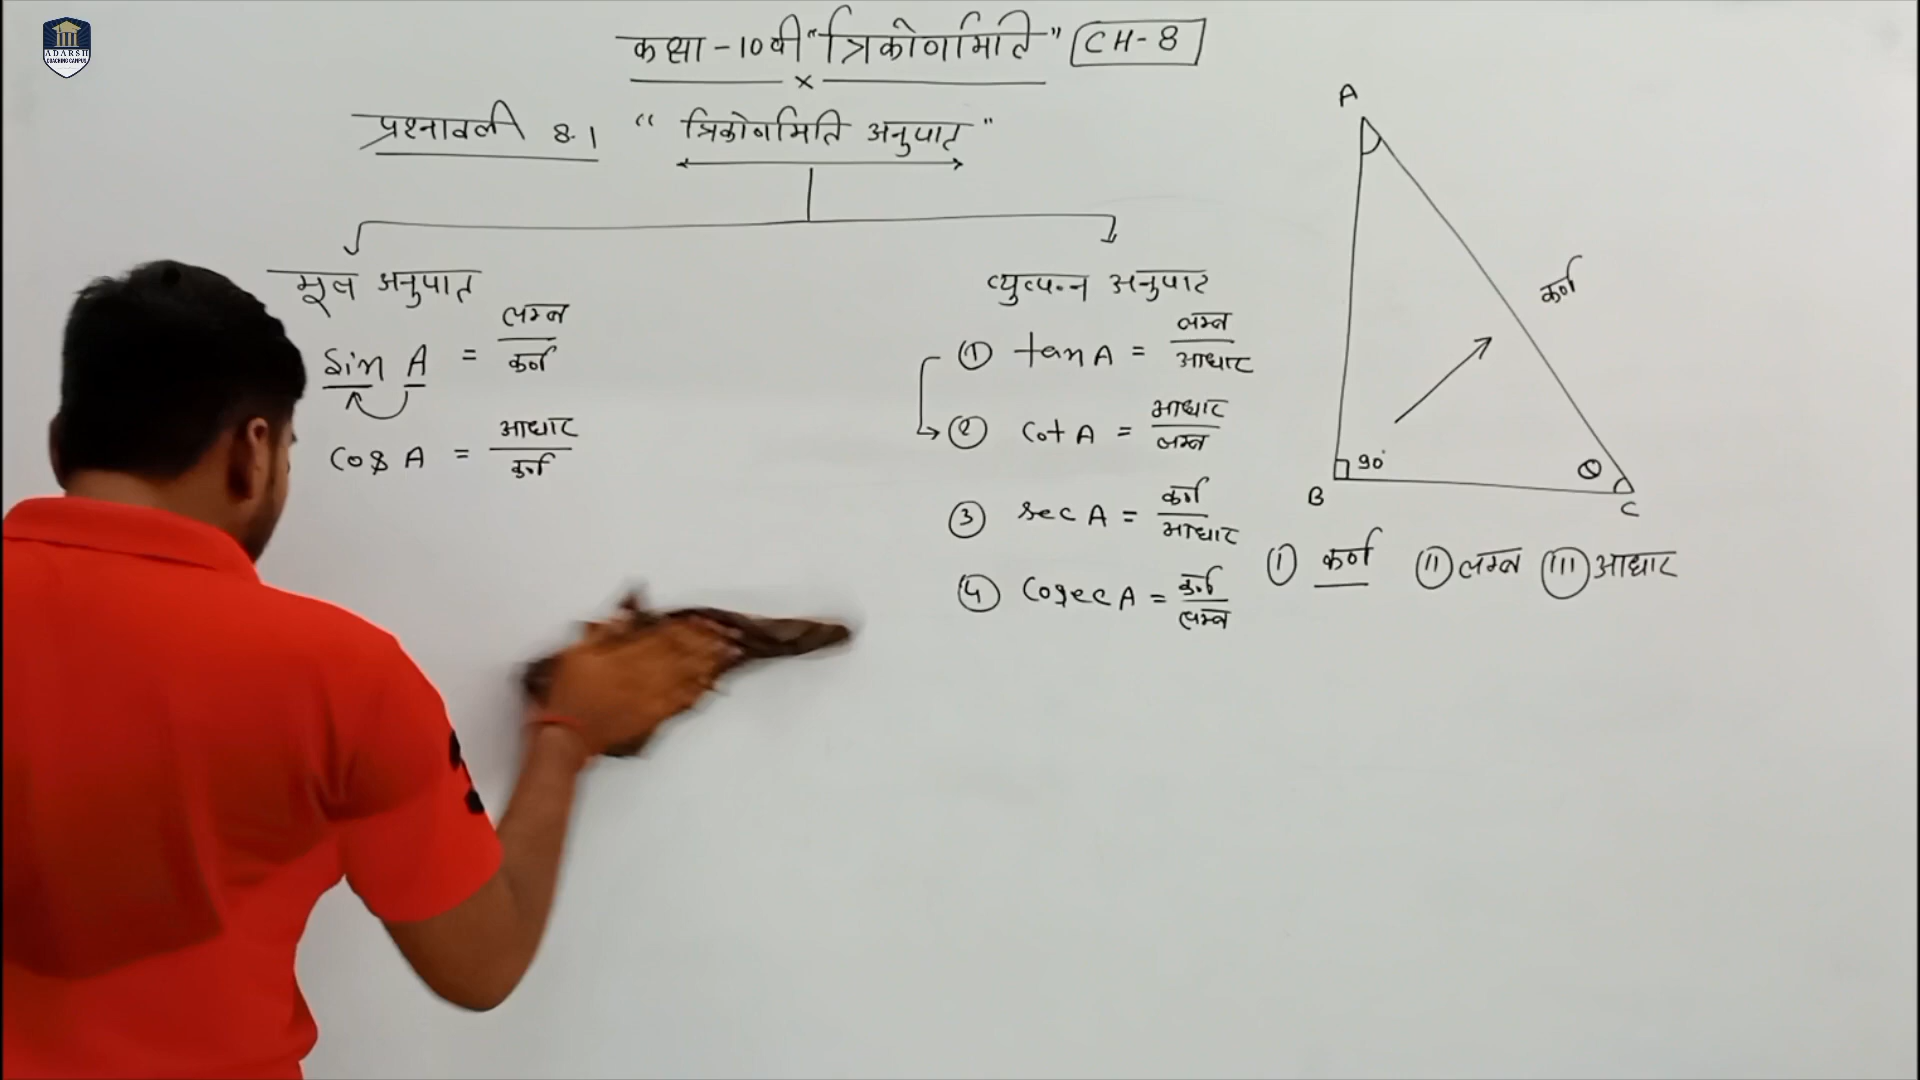 ADARSH
COACHING CAMPUS
कक्षा - 10वी "त्रिकोणमिति" CH-8
x
प्रश्नावली 8.1 "त्रिकोणमिति अनुपात"
मूल अनुपात
sin A = लम्ब / कर्ण
cos A = आधार / कर्ण
व्युत्पन्न अनुपात
① tan A = लम्ब / आधार
② cot A = आधार / लम्ब
③ sec A = कर्ण / आधार
④ cosec A = कर्ण / लम्ब
A
कर्ण
90° θ
B C
(I) कर्ण (II) लम्ब (III) आधार